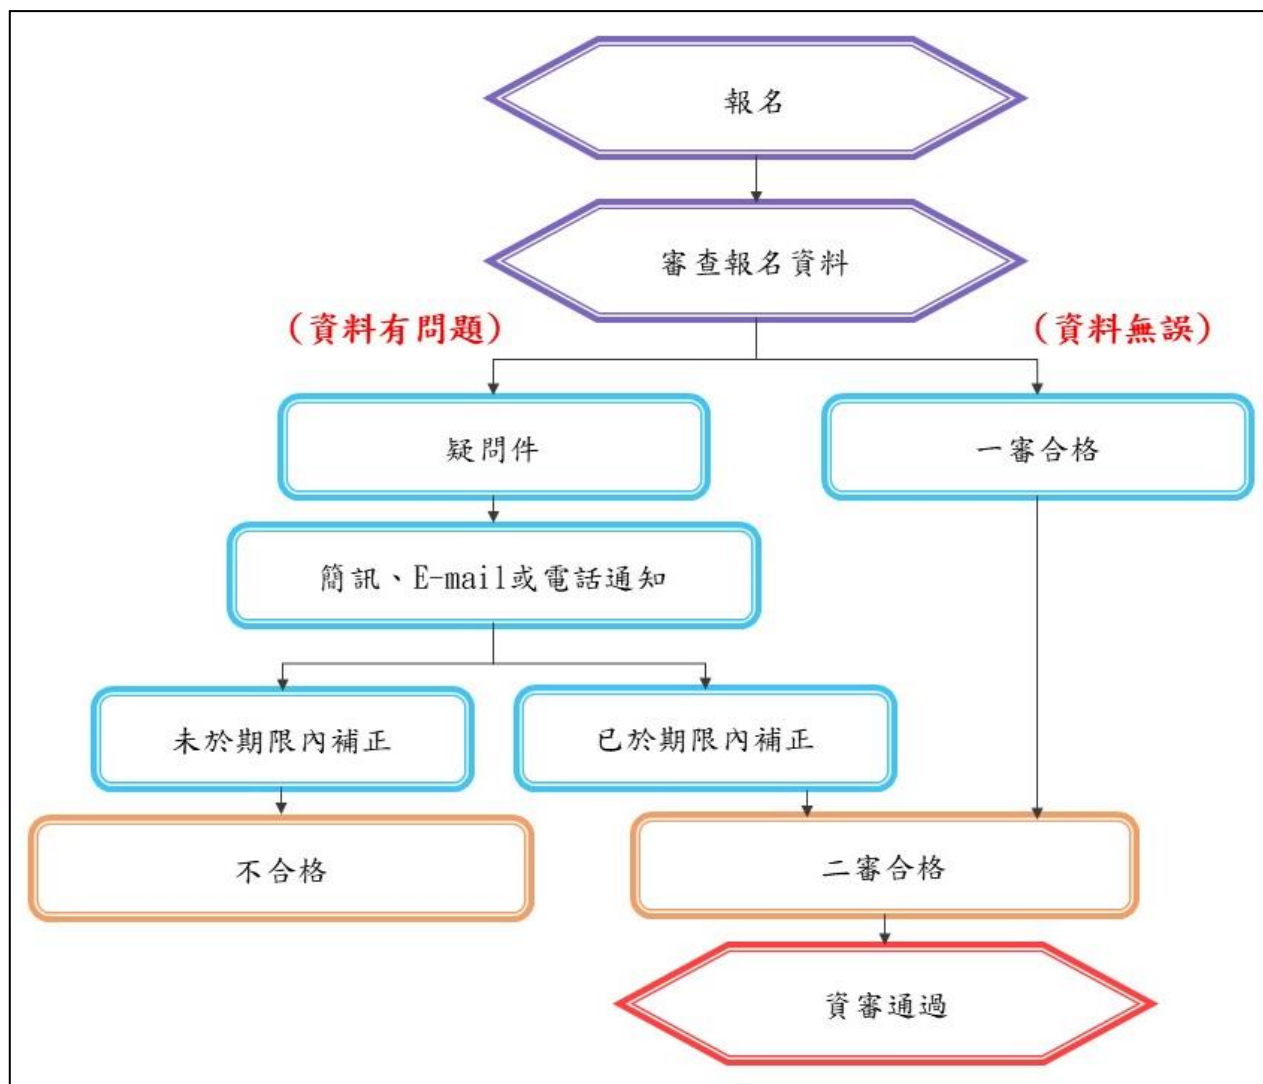 報名
審查報名資料
(資料有問題)
(資料無誤)
疑問件
一審合格
簡訊、E-mail或電話通知
未於期限內補正
已於期限內補正
不合格
二審合格
資審通過